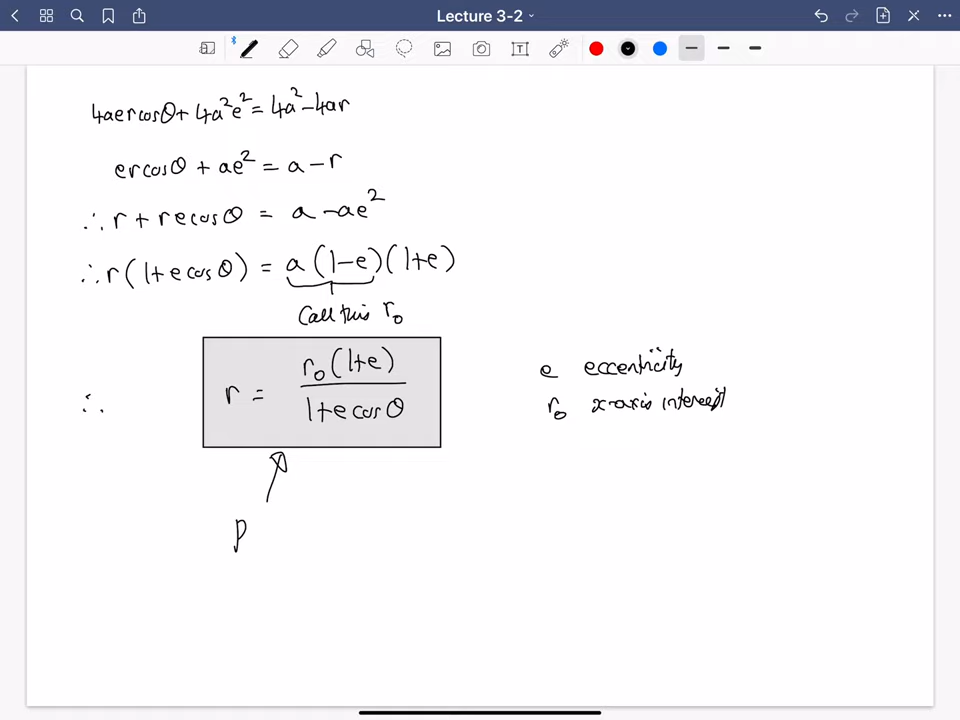 Lecture 3-2
4aercosθ + 4a²e² = 4a² - 4ar
ercosθ + ae² = a - r
∴ r + recosθ = a - ae²
∴ r(1+ecosθ) = a(1-e)(1+e)
Call this r₀
∴ r = r₀(1+e) / 1+ecosθ
e eccentricity
r₀ x-axis intercept
P